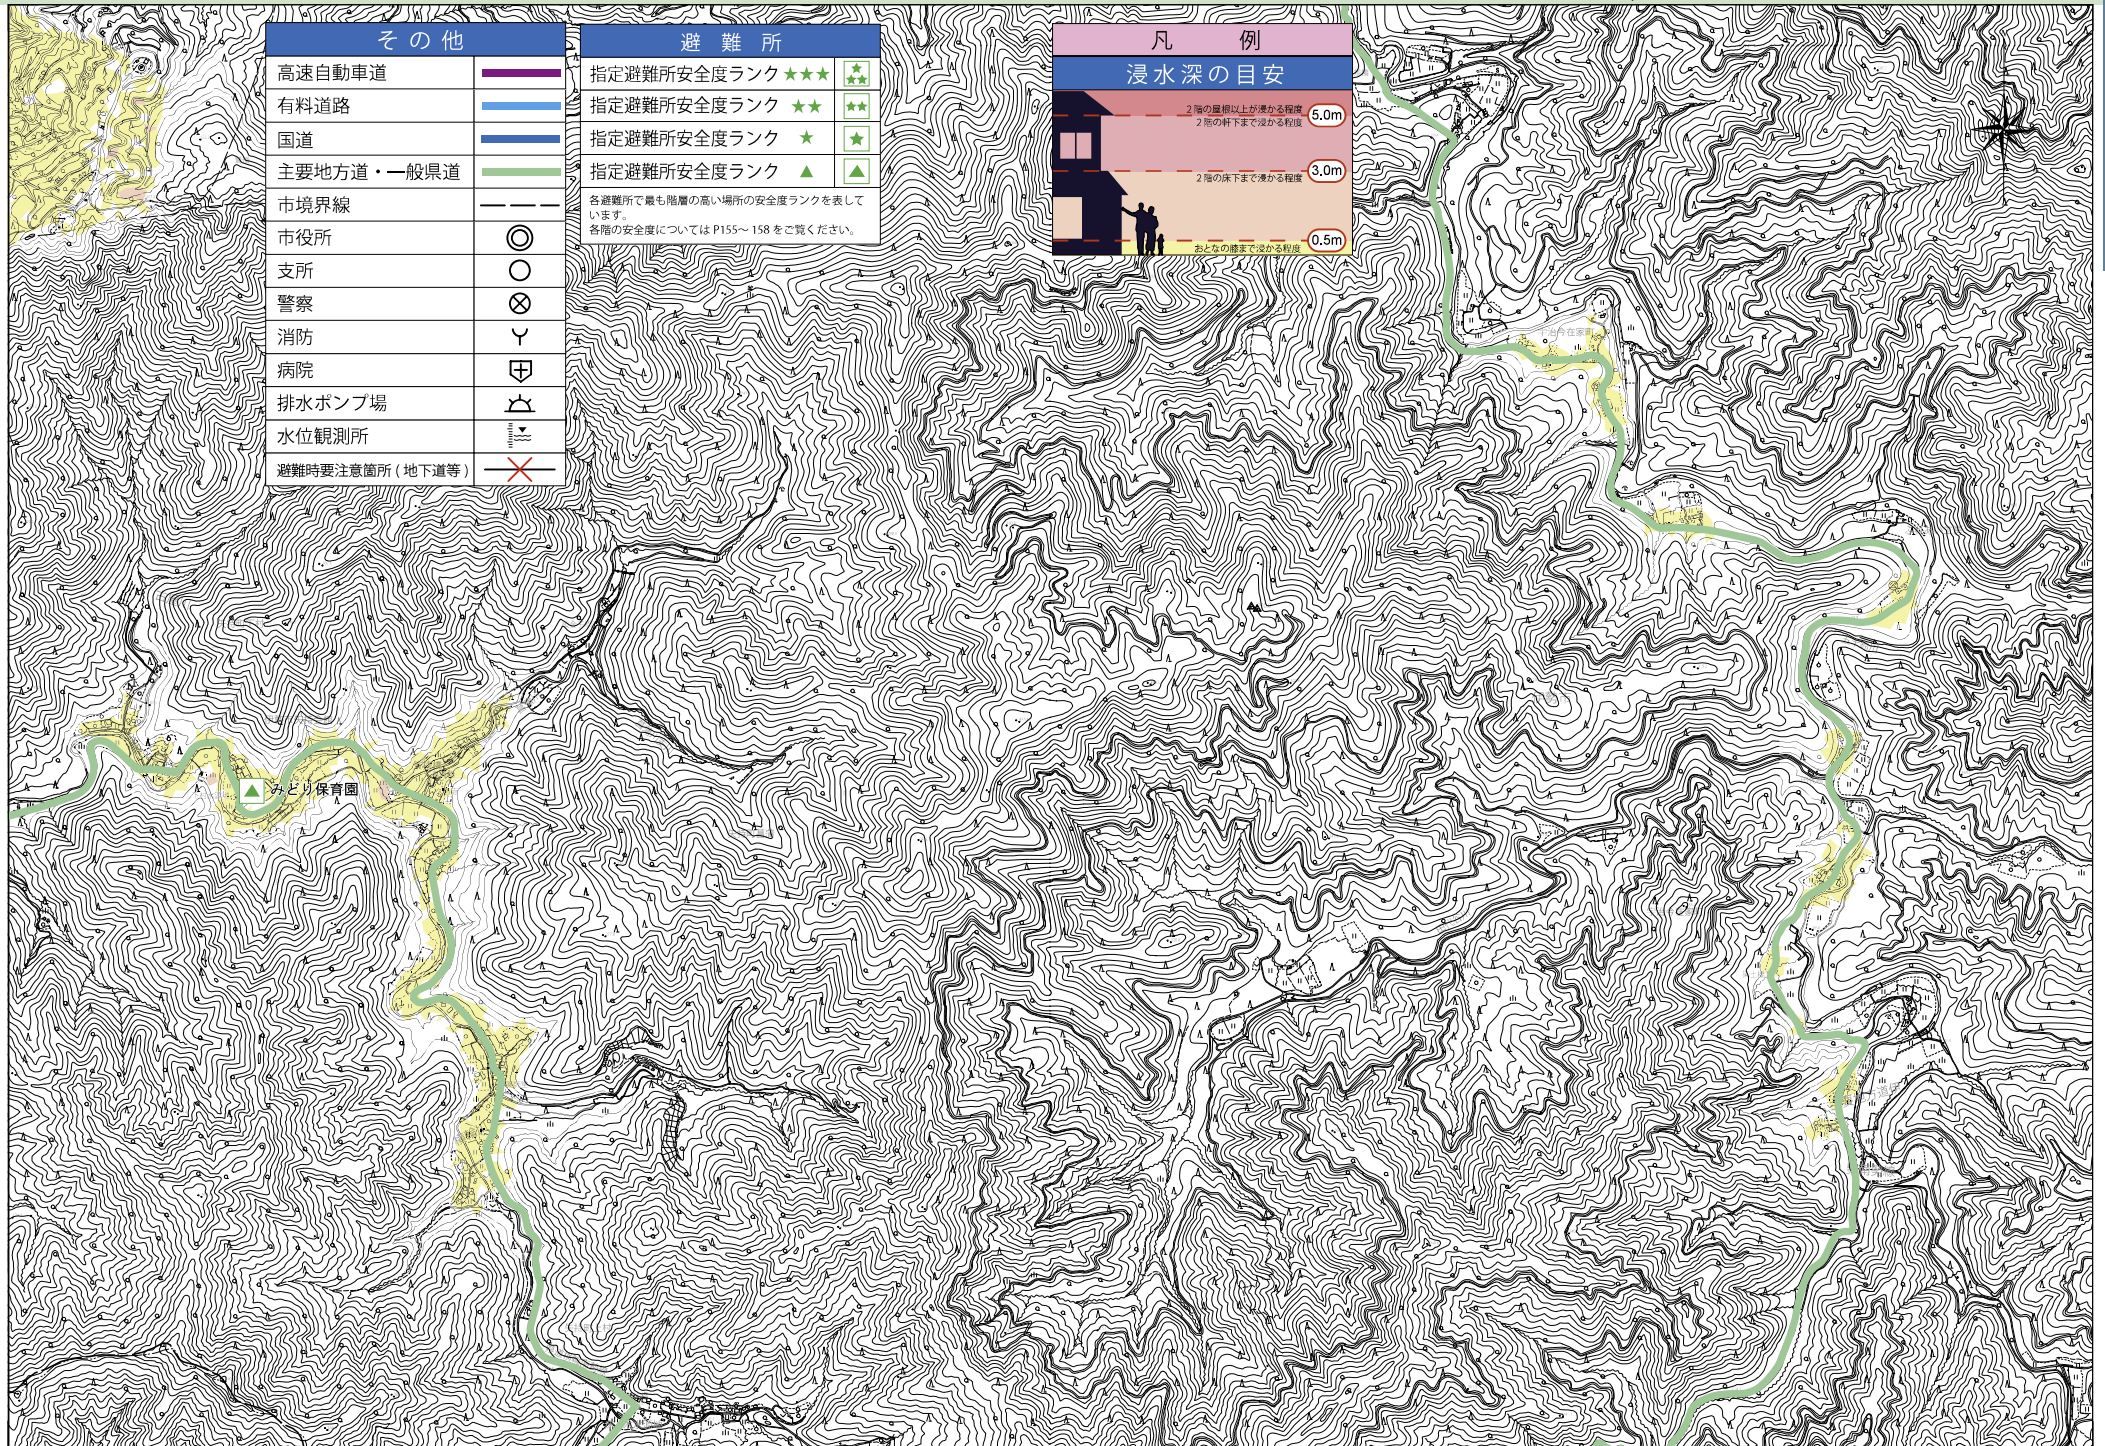 その他
高速自動車道
有料道路
国道
主要地方道・一般県道
市境界線
市役所
支所
警察
消防
病院
排水ポンプ場
水位観測所
避難時要注意箇所(地下道等)
避難所
指定避難所安全度ランク ★★★
指定避難所安全度ランク ★★
指定避難所安全度ランク ★
指定避難所安全度ランク ▲
各避難所で最も階層の高い場所の安全度ランクを表して
います。
各階の安全度については P155～158 をご覧ください。
凡例
浸水深の目安
2階の屋根以上が浸かる程度
5.0m
2階の軒下まで浸かる程度
3.0m
2階の床下まで浸かる程度
0.5m
おとなの膝まで浸かる程度
みどり保育園